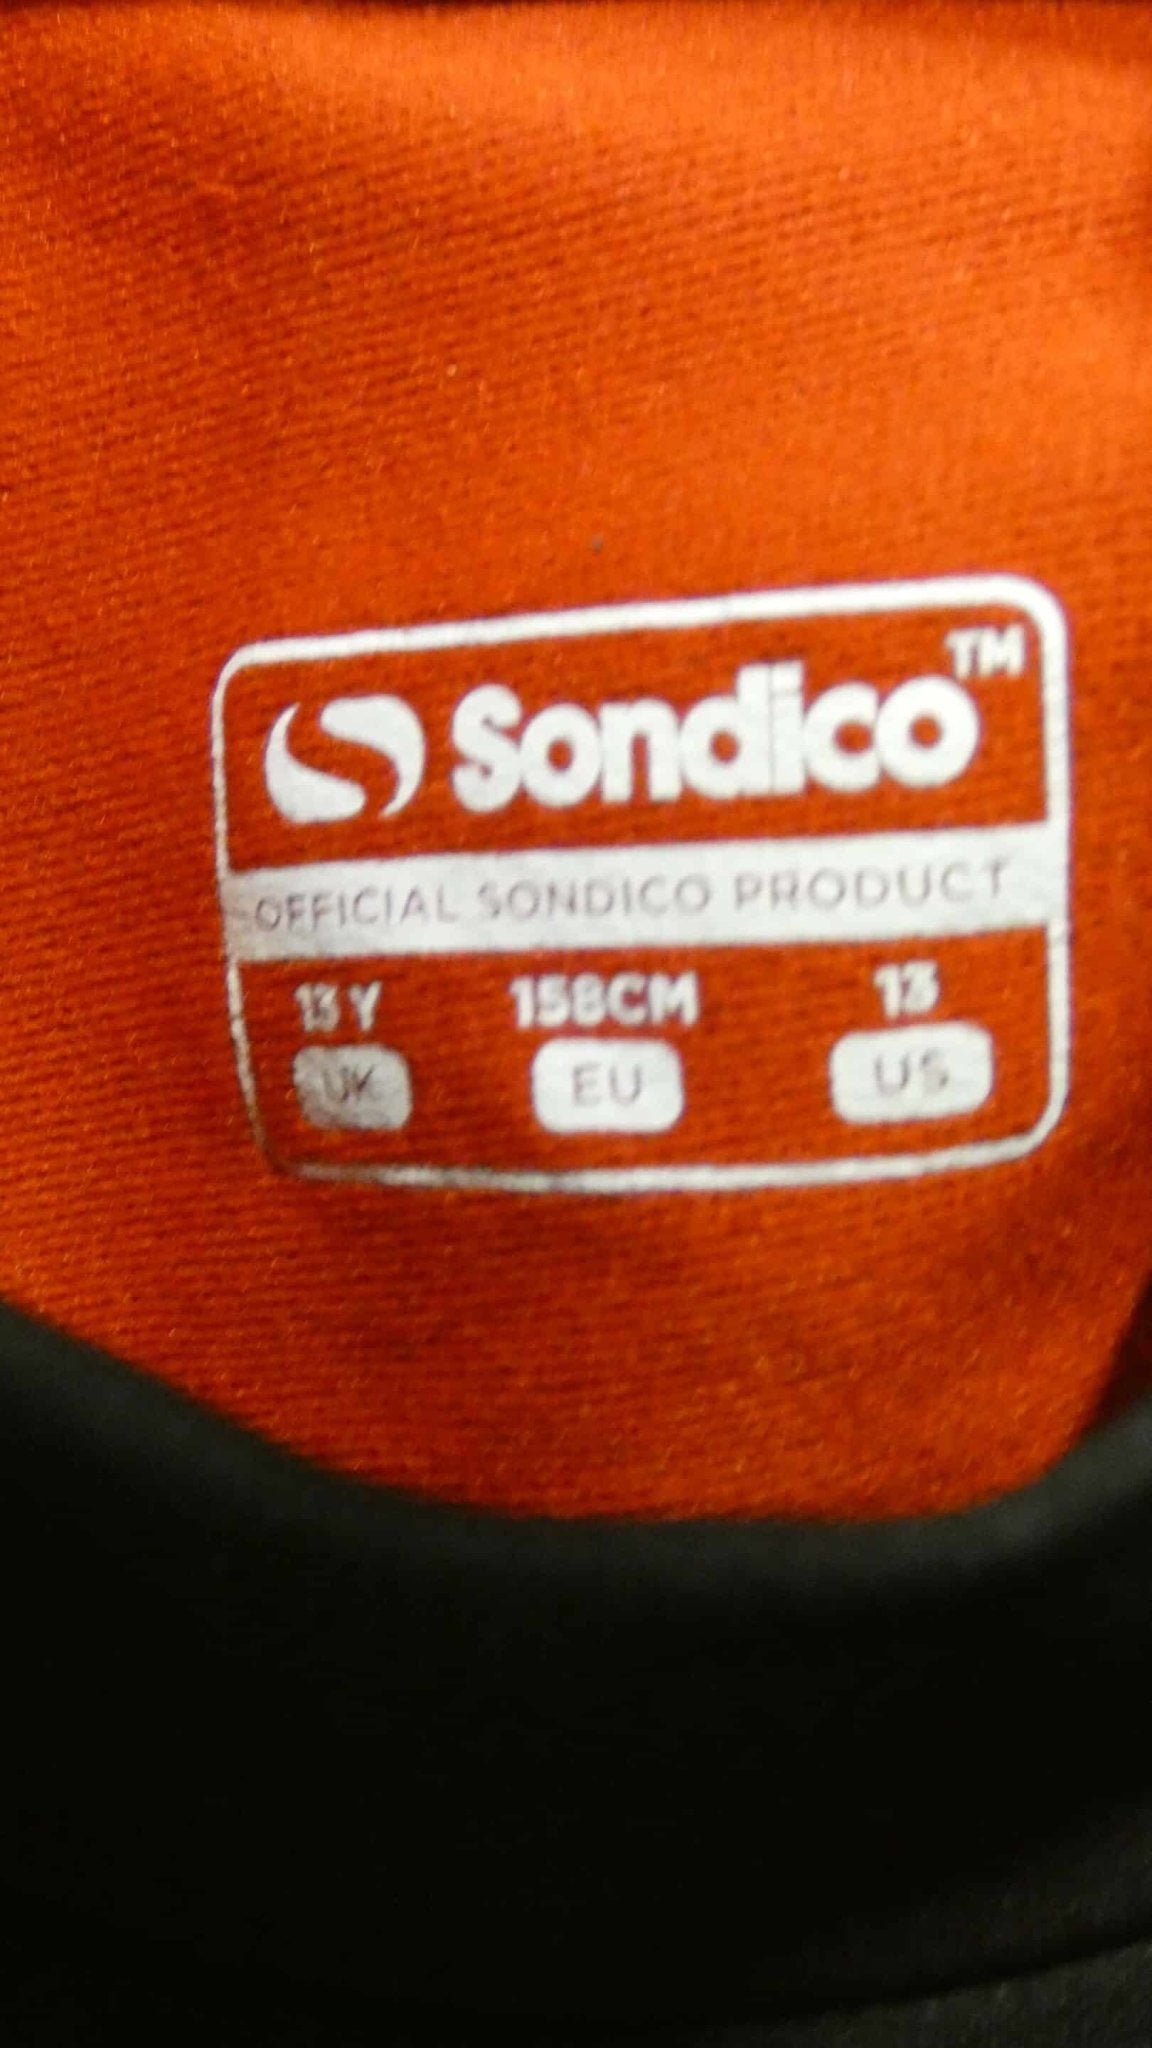 Sondico™
OFFICIAL SONDICO PRODUCT
13 Y 158CM 13
UK EU US